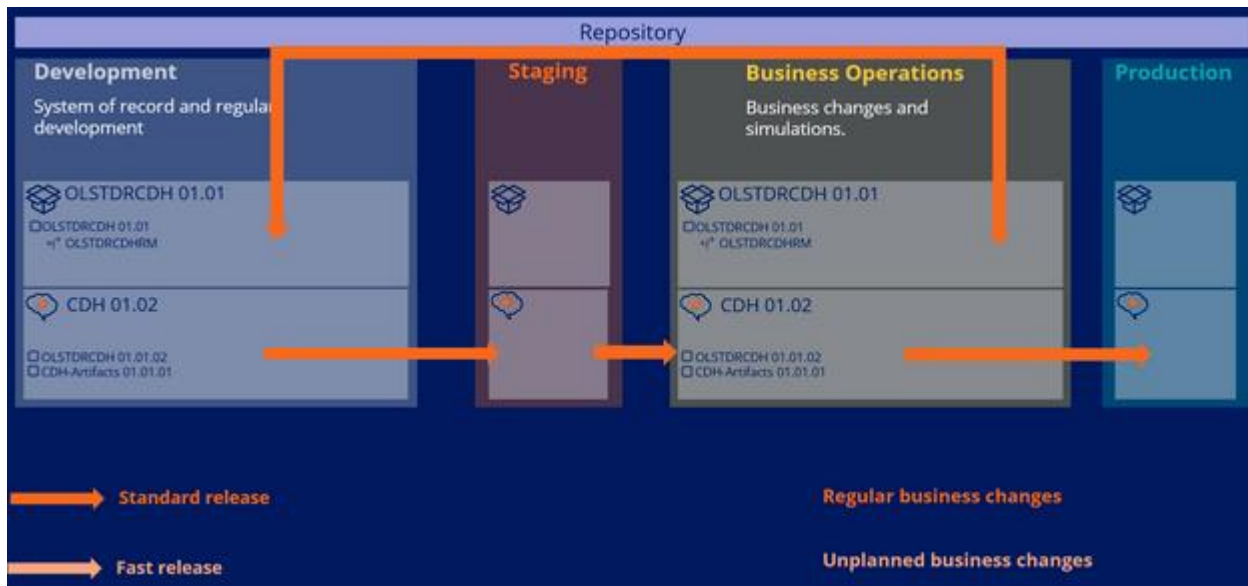 Repository
Development
System of record and regular
development
OLSTDRCDH 01.01
OLSTDRCDH 01.01
OLSTDRCDHRM
CDH 01.02
OLSTDRCDH 01.01.02
CDH-Artifacts 01.01.01
Staging
Business Operations
Business changes and
simulations.
OLSTDRCDH 01.01
OLSTDRCDH 01.01
OLSTDRCDHRM
CDH 01.02
OLSTDRCDH 01.01.02
CDH-Artifacts 01.01.01
Production
Standard release
Regular business changes
Fast release
Unplanned business changes